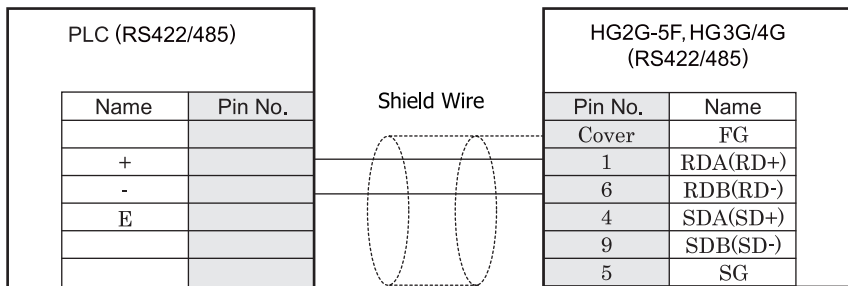 PLC (RS422/485)
Name Pin No.
+
-
E
Shield Wire
HG2G-5F, HG3G/4G
(RS422/485)
Pin No. Name
Cover FG
1 RDA(RD+)
6 RDB(RD-)
4 SDA(SD+)
9 SDB(SD-)
5 SG